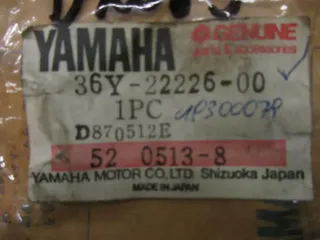 YAMAHA
GENUINE
parts & Accessories
36Y-22226-00
1PC
D870512E
52 0513-8
YAMAHA MOTOR CO.,LTD. Shizuoka Japan
MADE IN JAPAN